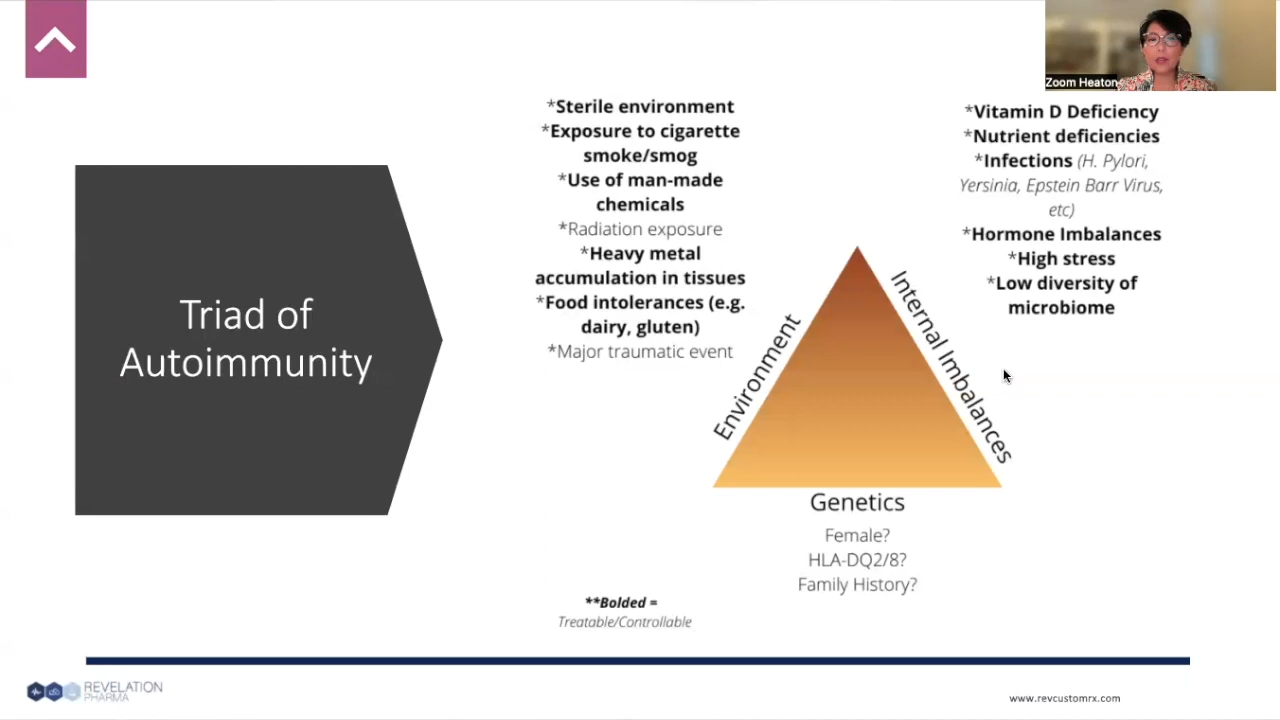 Zoom Heaton
Triad of
Autoimmunity
*Sterile environment
*Exposure to cigarette
smoke/smog
*Use of man-made
chemicals
*Radiation exposure
*Heavy metal
accumulation in tissues
*Food intolerances (e.g.
dairy, gluten)
*Major traumatic event
*Vitamin D Deficiency
*Nutrient deficiencies
*Infections (H. Pylori,
Yersinia, Epstein Barr Virus,
etc)
*Hormone Imbalances
*High stress
*Low diversity of
microbiome
Environment
Internal Imbalances
Genetics
Female?
HLA-DQ2/8?
Family History?
**Bolded =
Treatable/Controllable
REVELATION
PHARMA
www.revcustomrx.com